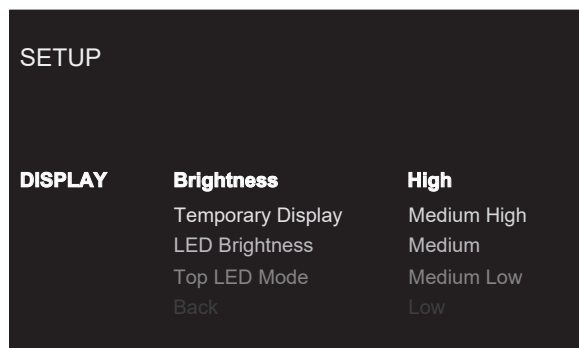 SETUP
DISPLAY Brightness High
Temporary Display Medium High
LED Brightness Medium
Top LED Mode Medium Low
Back Low